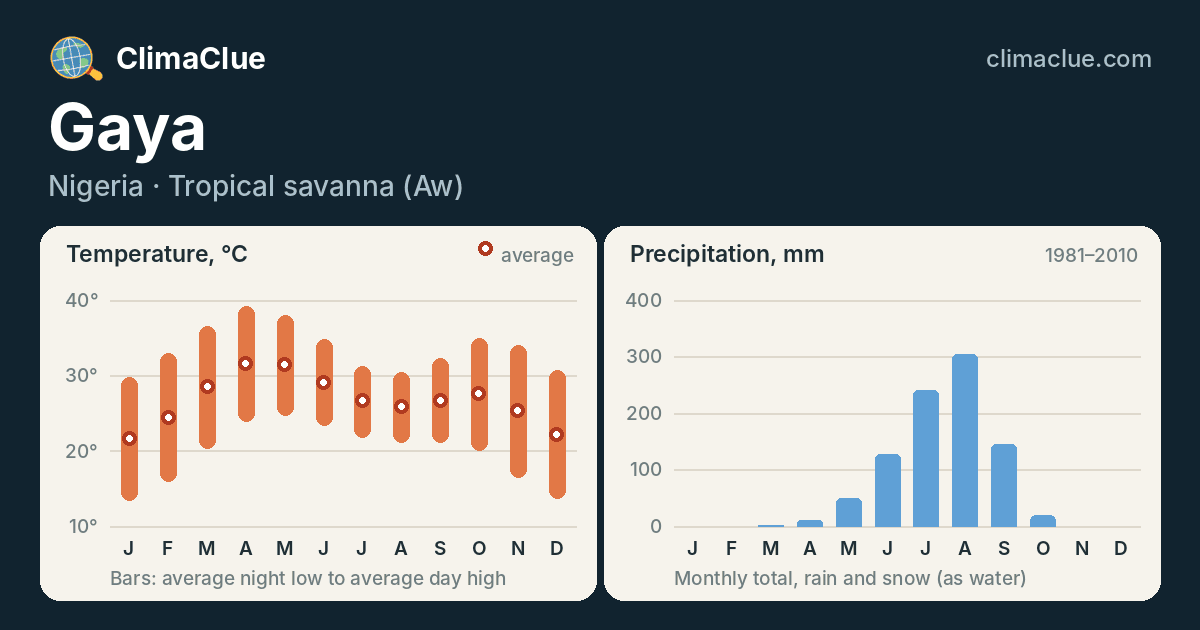 ClimaClue
climaclue.com
Gaya
Nigeria · Tropical savanna (Aw)
Temperature, °C
average
40°
30°
20°
10°
J F M A M J J A S O N D
Bars: average night low to average day high
Precipitation, mm
1981–2010
400
300
200
100
0
J F M A M J J A S O N D
Monthly total, rain and snow (as water)